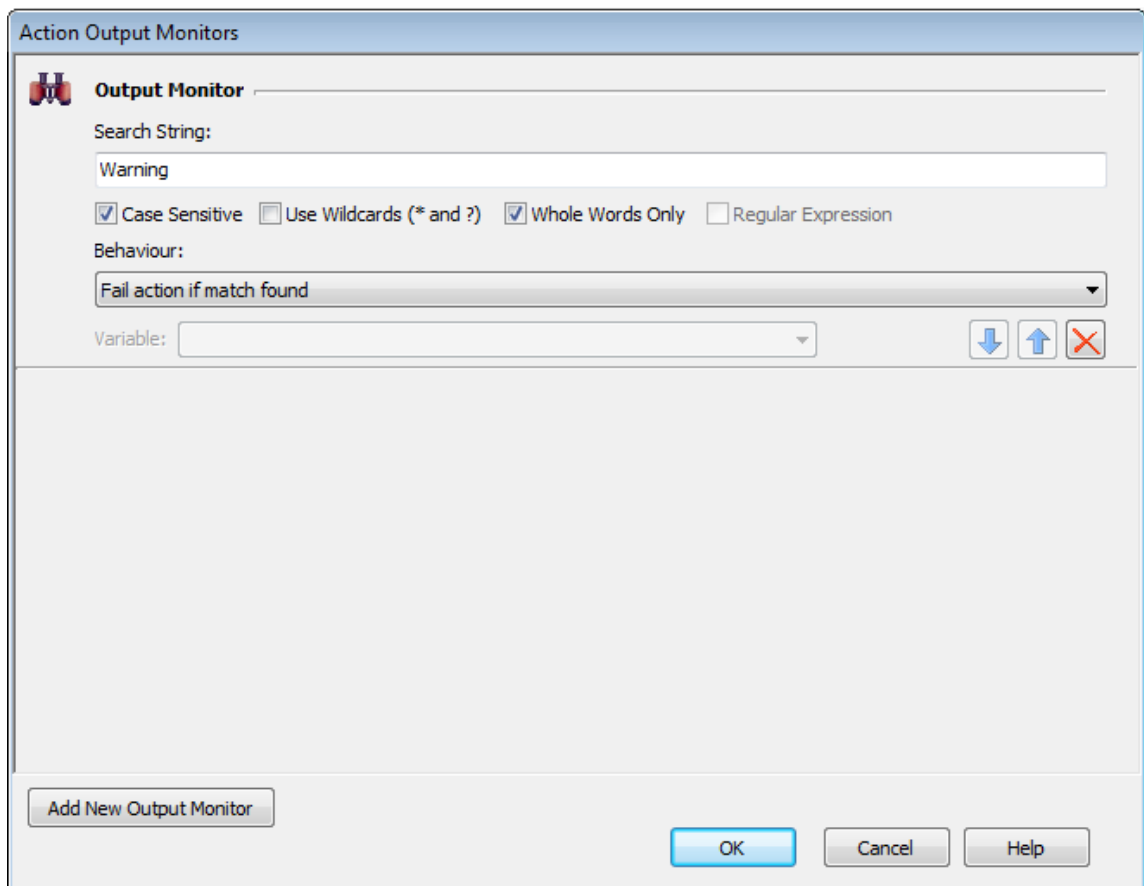 Action Output Monitors
Output Monitor
Search String:
Warning
Case Sensitive Use Wildcards (* and ?) Whole Words Only Regular Expression
Behaviour:
Fail action if match found
Variable:
Add New Output Monitor
OK Cancel Help